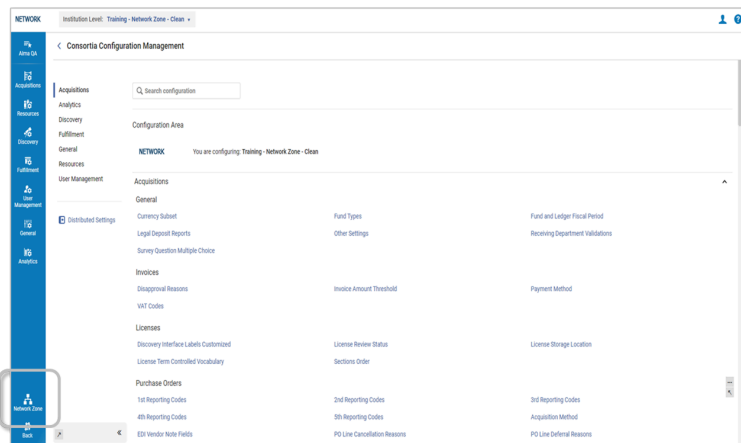 NETWORK
Institution Level: Training - Network Zone - Clean
Alma QA
Consortia Configuration Management
Acquisitions
Resources
Discovery
Fulfillment
User
Management
General
Analytics
Network Zone
Back
Acquisitions
Analytics
Discovery
Fulfillment
General
Resources
User Management
Distributed Settings
Search configuration
Configuration Area
NETWORK You are configuring: Training - Network Zone - Clean
Acquisitions
General
Currency Subset Fund Types Fund and Ledger Fiscal Period
Legal Deposit Reports Other Settings Receiving Department Validations
Survey Question Multiple Choice
Invoices
Disapproval Reasons Invoice Amount Threshold Payment Method
VAT Codes
Licenses
Discovery Interface Labels Customized License Review Status License Storage Location
License Term Controlled Vocabulary Sections Order
Purchase Orders
1st Reporting Codes 2nd Reporting Codes 3rd Reporting Codes
4th Reporting Codes 5th Reporting Codes Acquisition Method
EDI Vendor Note Fields PO Line Cancellation Reasons PO Line Deferral Reasons